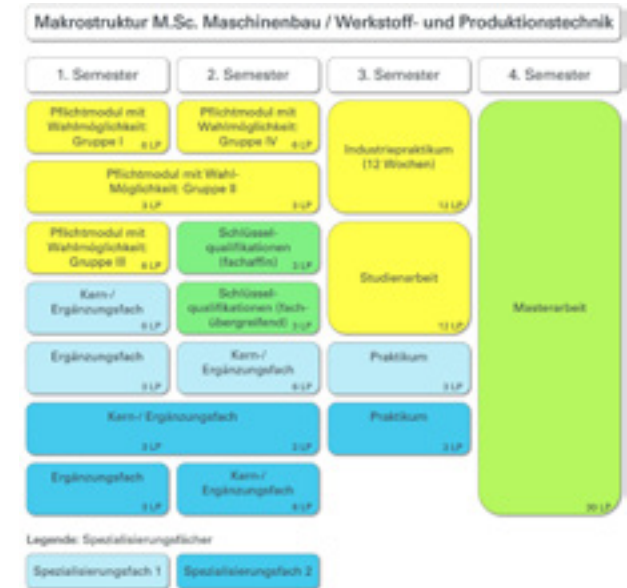 Makrostruktur M.Sc. Maschinenbau / Werkstoff- und Produktionstechnik
1. Semester
2. Semester
3. Semester
4. Semester
Pflichtmodul mit
Wahlmöglichkeit:
Gruppe I
6 LP
Pflichtmodul mit
Wahlmöglichkeit:
Gruppe IV
6 LP
Industriepraktikum
(12 Wochen)
12 LP
Masterarbeit
30 LP
Pflichtmodul mit Wahl-
Möglichkeit: Gruppe II
3 LP
3 LP
Pflichtmodul mit
Wahlmöglichkeit:
Gruppe III
6 LP
Schlüssel-
qualifikationen
(fachaffin)
3 LP
Studienarbeit
12 LP
Kern-/
Ergänzungsfach
6 LP
Schlüssel-
qualifikationen (fach-
übergreifend)
3 LP
Ergänzungsfach
3 LP
Kern-/
Ergänzungsfach
6 LP
Praktikum
3 LP
Kern-/ Ergänzungsfach
3 LP
3 LP
Praktikum
3 LP
Ergänzungsfach
3 LP
Kern-/
Ergänzungsfach
6 LP
Legende: Spezialisierungsfächer
Spezialisierungsfach 1
Spezialisierungsfach 2